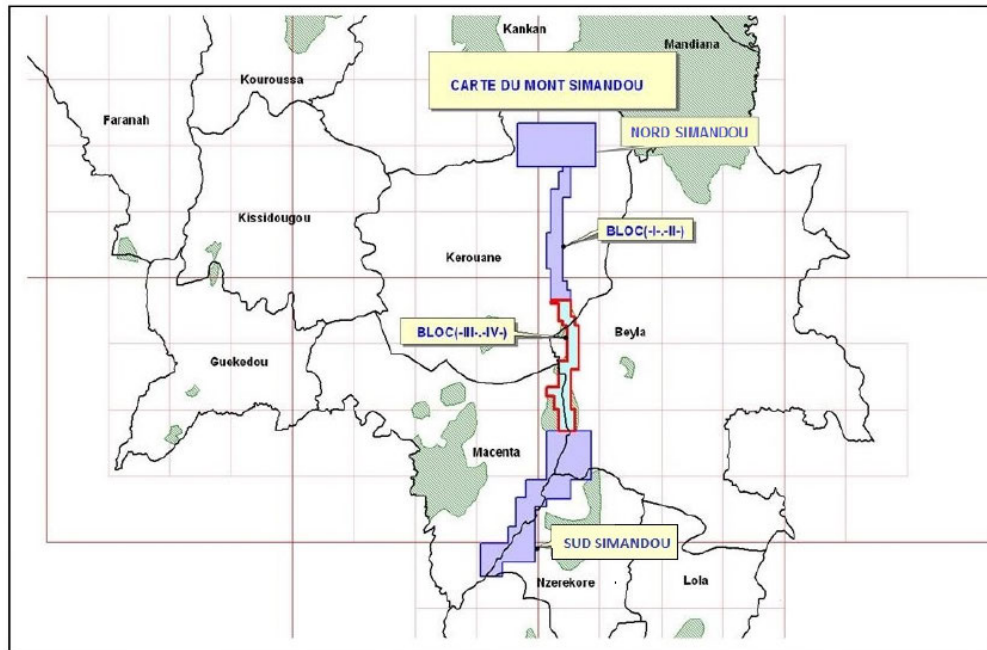 Kankan
Mandiana
Kouroussa
CARTE DU MONT SIMANDOU
Faranah
NORD SIMANDOU
Kissidougou
BLOC(-I-.-II-)
Kerouane
BLOC(-III-.-IV-)
Beyla
Guekedou
Macenta
SUD SIMANDOU
Nzerekore
Lola